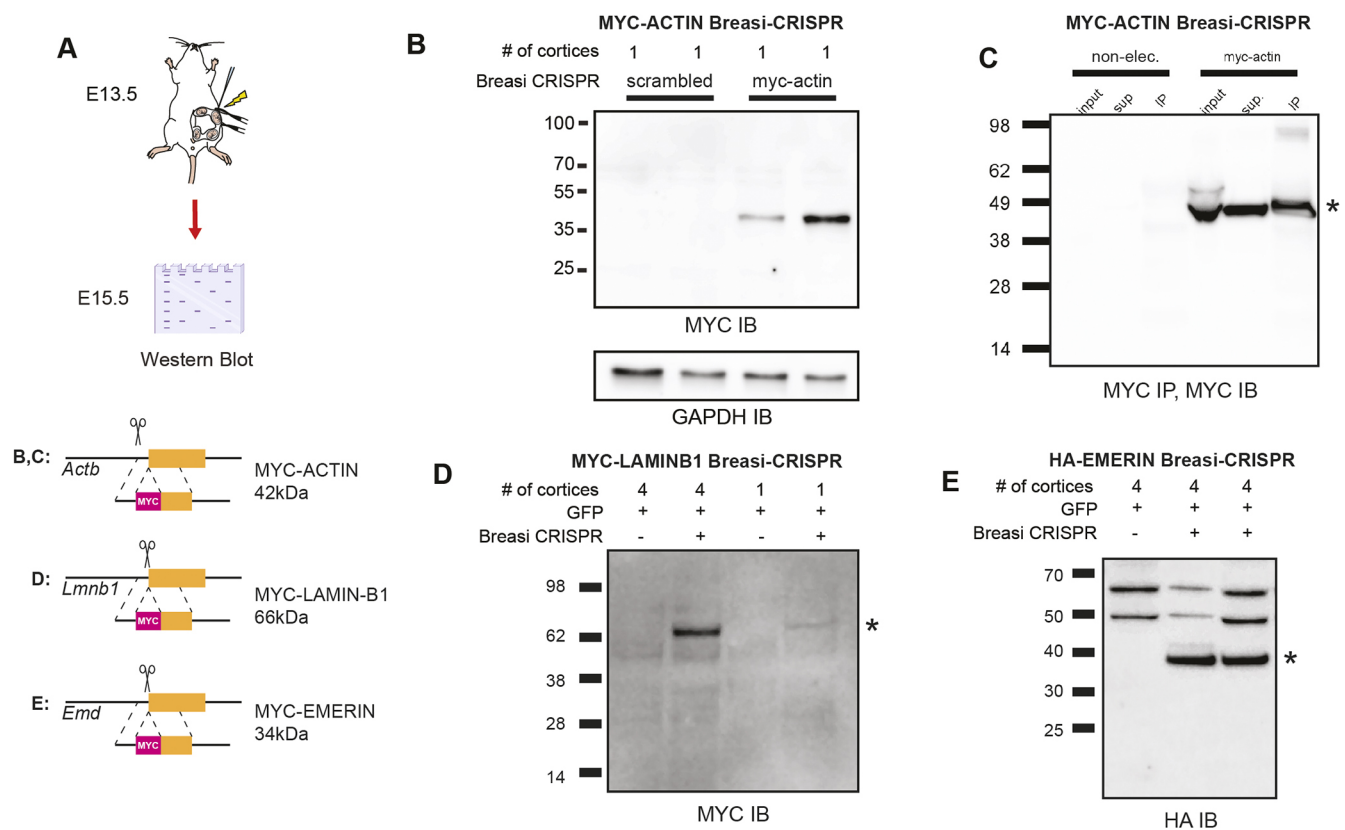 A
E13.5
E15.5
Western Blot
B,C:
Actb
MYC
MYC-ACTIN
42kDa
D:
Lmnb1
MYC
MYC-LAMIN-B1
66kDa
E:
Emd
MYC
MYC-EMERIN
34kDa
B
MYC-ACTIN Breasi-CRISPR
# of cortices 1 1 1 1
Breasi CRISPR scrambled myc-actin
100
70
55
35
25
MYC IB
GAPDH IB
C
MYC-ACTIN Breasi-CRISPR
non-elec. myc-actin
input sup IP input sup. IP
98
62
49
*
38
28
14
MYC IP, MYC IB
D
MYC-LAMINB1 Breasi-CRISPR
# of cortices 4 4 1 1
GFP + + + +
Breasi CRISPR - + - +
98
62
*
38
28
14
MYC IB
E
HA-EMERIN Breasi-CRISPR
# of cortices 4 4 4
GFP + + +
Breasi CRISPR - + +
70
50
40
*
30
25
HA IB